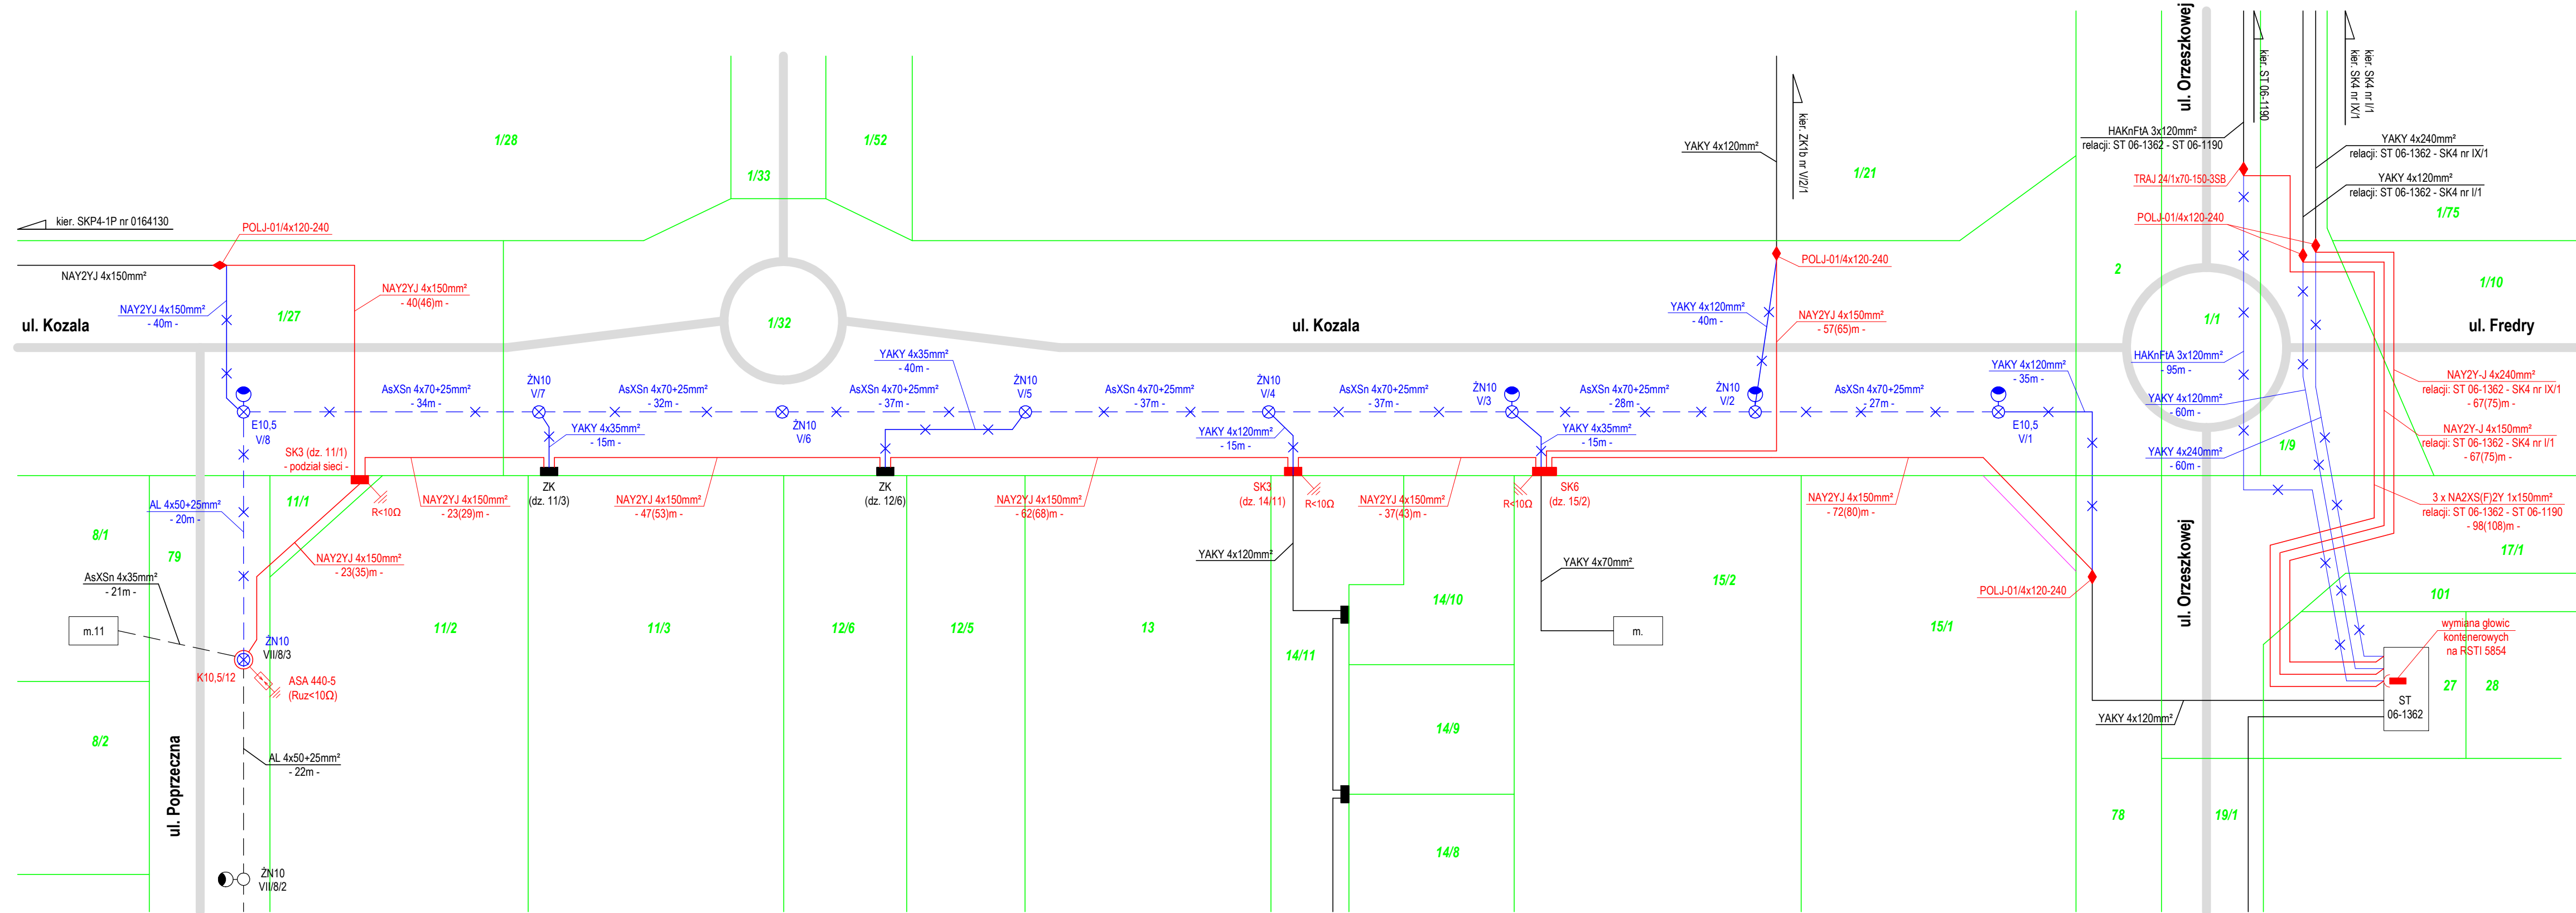 kier. SKP4-1P nr 0164130
NAY2YJ 4x150mm²
POLJ-01/4x120-240
NAY2YJ 4x150mm²
- 40m -
NAY2YJ 4x150mm²
- 40(46)m -
ul. Kozala
1/27
1/28
1/33
1/52
1/32
ul. Kozala
YAKY 4x120mm²
kier. ZK1b nr V/2/1
1/21
POLJ-01/4x120-240
YAKY 4x120mm²
- 40m -
NAY2YJ 4x150mm²
- 57(65)m -
ul. Orzeszkowej
HAKnFtA 3x120mm²
relacji: ST 06-1362 - ST 06-1190
kier. ST 06-1190
kier. SK4 nr I/1
kier. SK4 nr IX/1
YAKY 4x240mm²
relacji: ST 06-1362 - SK4 nr IX/1
YAKY 4x120mm²
relacji: ST 06-1362 - SK4 nr I/1
TRAJ 24/1x70-150-3SB
POLJ-01/4x120-240
1/75
2
1/10
1/1
ul. Fredry
HAKnFtA 3x120mm²
- 95m -
YAKY 4x120mm²
- 60m -
YAKY 4x240mm²
- 60m -
1/9
NAY2Y-J 4x240mm²
relacji: ST 06-1362 - SK4 nr IX/1
- 67(75)m -
NAY2Y-J 4x150mm²
relacji: ST 06-1362 - SK4 nr I/1
- 67(75)m -
3 x NA2XS(F)2Y 1x150mm²
relacji: ST 06-1362 - ST 06-1190
- 98(108)m -
17/1
101
E10,5
V/8
AsXSn 4x70+25mm²
- 34m -
ŻN10
V/7
AsXSn 4x70+25mm²
- 32m -
ŻN10
V/6
AsXSn 4x70+25mm²
- 37m -
YAKY 4x35mm²
- 40m -
ŻN10
V/5
AsXSn 4x70+25mm²
- 37m -
ŻN10
V/4
AsXSn 4x70+25mm²
- 37m -
ŻN10
V/3
AsXSn 4x70+25mm²
- 28m -
ŻN10
V/2
AsXSn 4x70+25mm²
- 27m -
YAKY 4x120mm²
- 35m -
E10,5
V/1
YAKY 4x35mm²
- 15m -
YAKY 4x120mm²
- 15m -
YAKY 4x35mm²
- 15m -
SK3 (dz. 11/1)
- podział sieci -
R<10Ω
NAY2YJ 4x150mm²
- 23(29)m -
ZK
(dz. 11/3)
NAY2YJ 4x150mm²
- 47(53)m -
ZK
(dz. 12/6)
NAY2YJ 4x150mm²
- 62(68)m -
SK3
(dz. 14/11)
R<10Ω
NAY2YJ 4x150mm²
- 37(43)m -
R<10Ω
SK6
(dz. 15/2)
NAY2YJ 4x150mm²
- 72(80)m -
11/1
AL 4x50+25mm²
- 20m -
8/1
79
NAY2YJ 4x150mm²
- 23(35)m -
AsXSn 4x35mm²
- 21m -
m.11
ŻN10
VII/8/3
K10,5/12
ASA 440-5
(Ruz<10Ω)
8/2
AL 4x50+25mm²
- 22m -
ul. Poprzeczna
ŻN10
VII/8/2
11/2
11/3
12/6
12/5
13
YAKY 4x120mm²
14/11
14/10
14/9
14/8
YAKY 4x70mm²
m.
15/2
15/1
POLJ-01/4x120-240
ul. Orzeszkowej
YAKY 4x120mm²
78
19/1
wymiana głowic
kontenerowych
na RSTI 5854
ST
06-1362
27
28